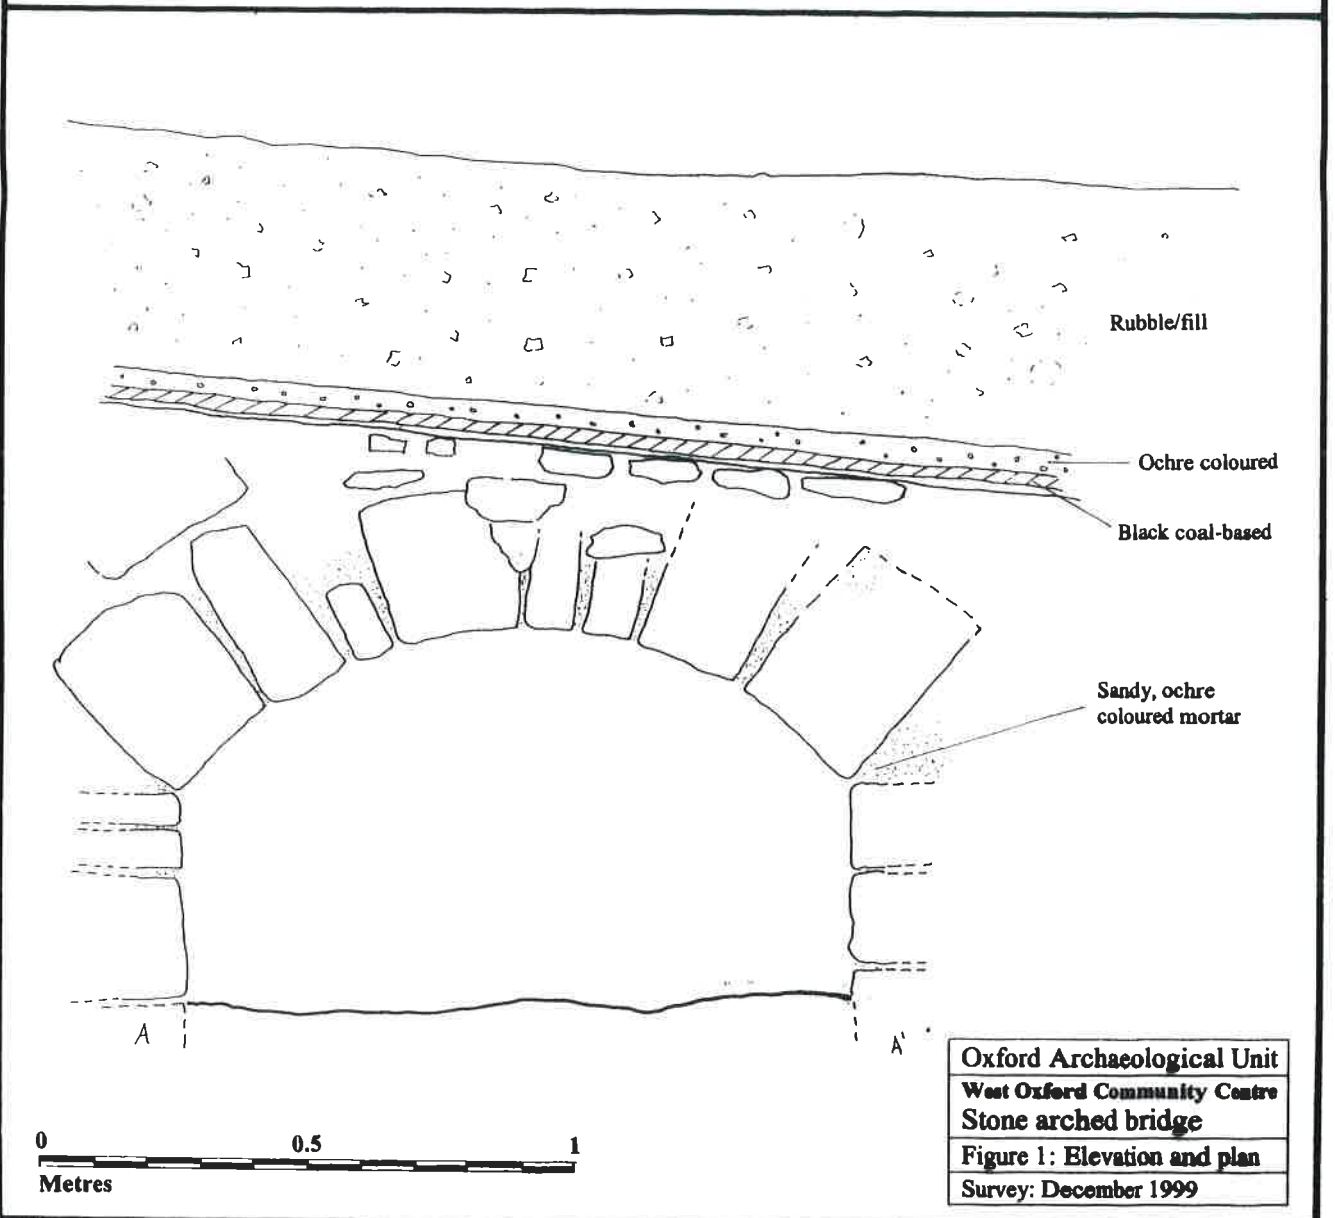 Rubble/fill
Ochre coloured
Black coal-based
Sandy, ochre
coloured mortar
A
A'
0 0.5 1
Metres
Oxford Archaeological Unit
West Oxford Community Centre
Stone arched bridge
Figure 1: Elevation and plan
Survey: December 1999